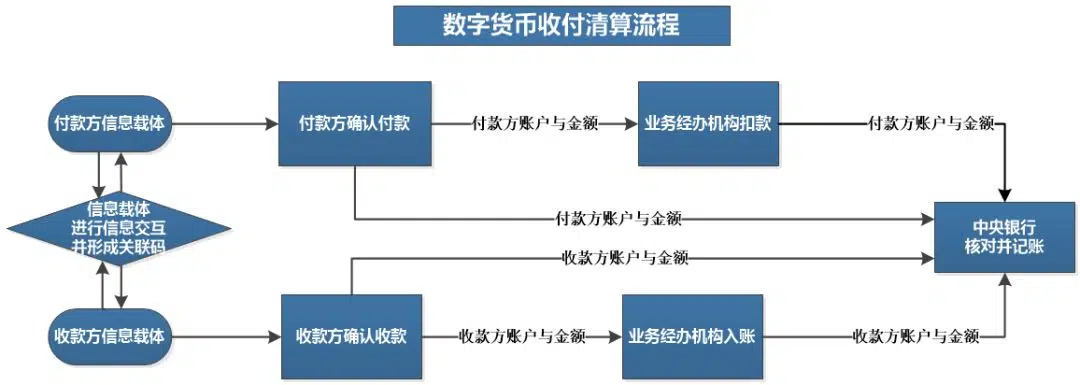 数字货币收付清算流程
付款方信息载体
付款方确认付款
付款方账户与金额
业务经办机构扣款
付款方账户与金额
信息载体
进行信息交互
并形成关联码
付款方账户与金额
中央银行
核对并记账
收款方账户与金额
收款方信息载体
收款方确认收款
收款方账户与金额
业务经办机构入账
收款方账户与金额